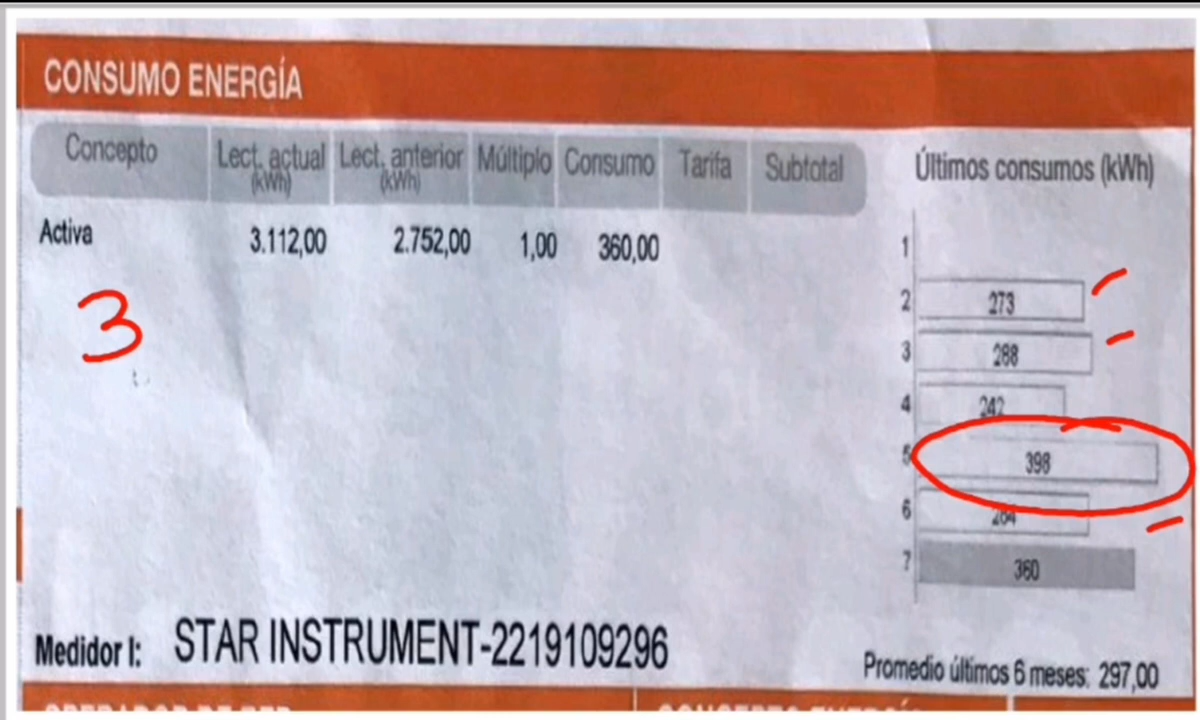 CONSUMO ENERGÍA
Concepto Lect. actual (kWh) Lect. anterior (kWh) Múltiplo Consumo Tarifa Subtotal
Activa 3.112,00 2.752,00 1,00 360,00
3
Últimos consumos (kWh)
1
2 273
3 288
4 242
5 398
6 284
7 360
Medidor I: STAR INSTRUMENT-2219109296
Promedio últimos 6 meses: 297,00